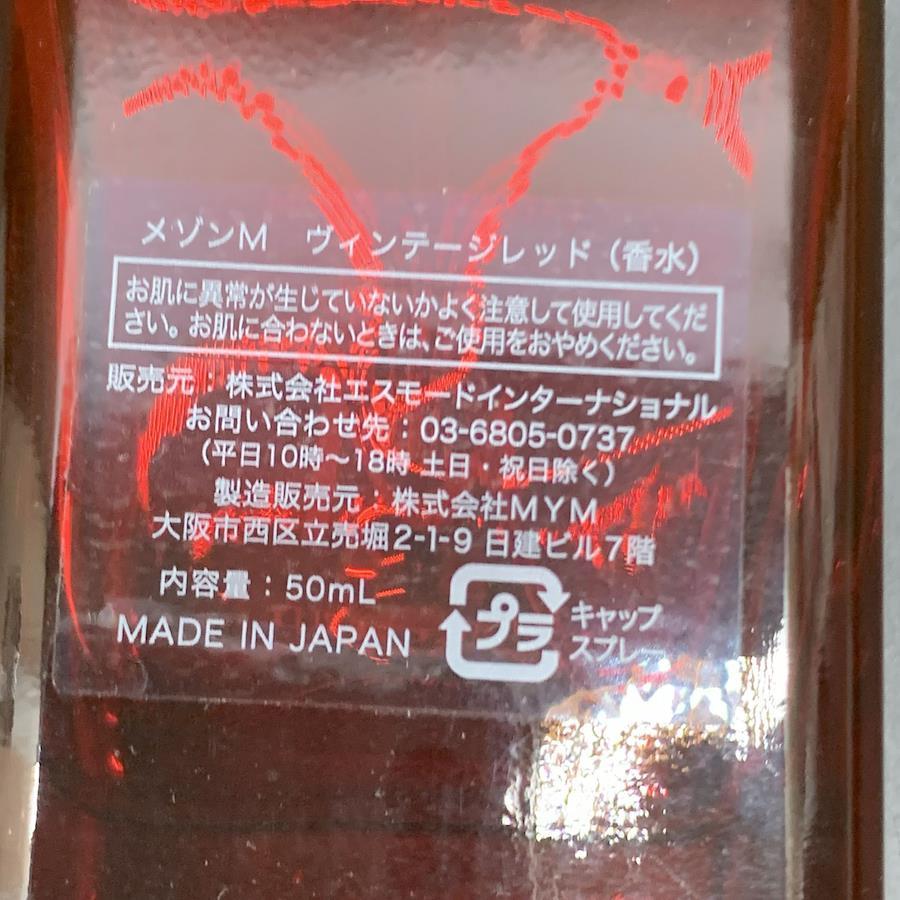 メゾンM　ヴィンテージレッド（香水）
お肌に異常が生じていないかよく注意して使用してくだ
さい。お肌に合わないときは、ご使用をおやめください。
販売元：株式会社エスモードインターナショナル
お問い合わせ先：03-6805-0737
（平日10時〜18時 土日・祝日除く）
製造販売元：株式会社MYM
大阪市西区立売堀2-1-9 日建ビル7階
内容量：50mL
MADE IN JAPAN
プラ
キャップ
スプレー